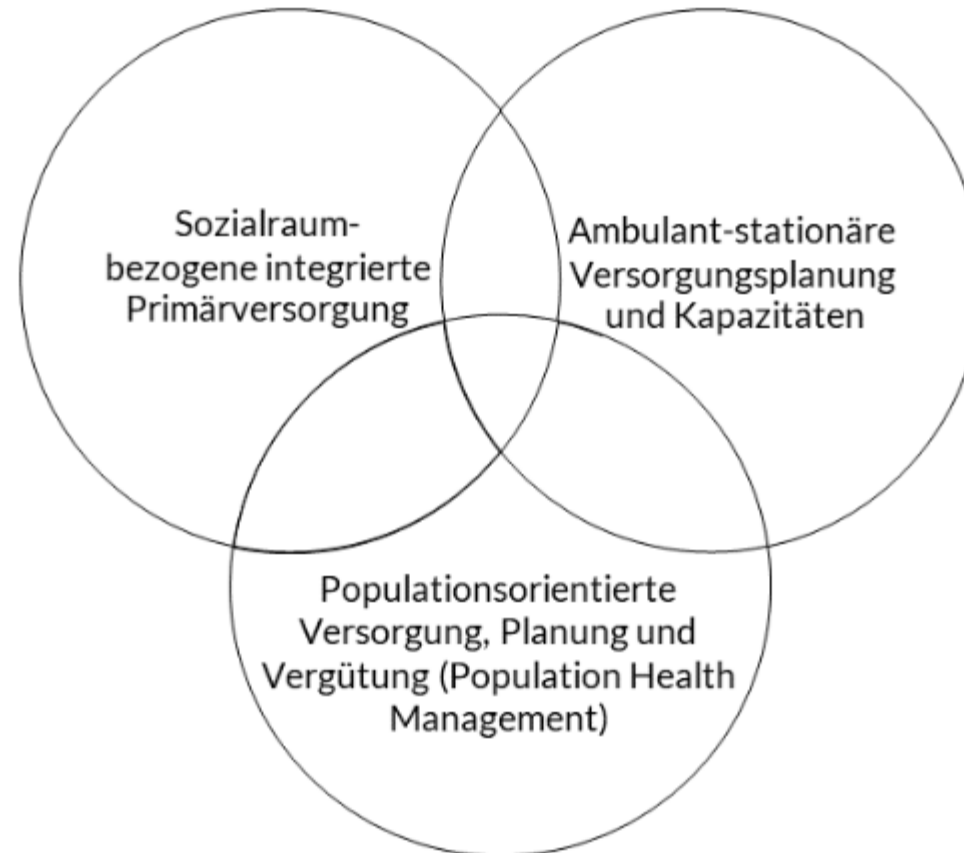 Sozialraum-
bezogene integrierte
Primärversorgung
Ambulant-stationäre
Versorgungsplanung
und Kapazitäten
Populationsorientierte
Versorgung, Planung und
Vergütung (Population Health
Management)